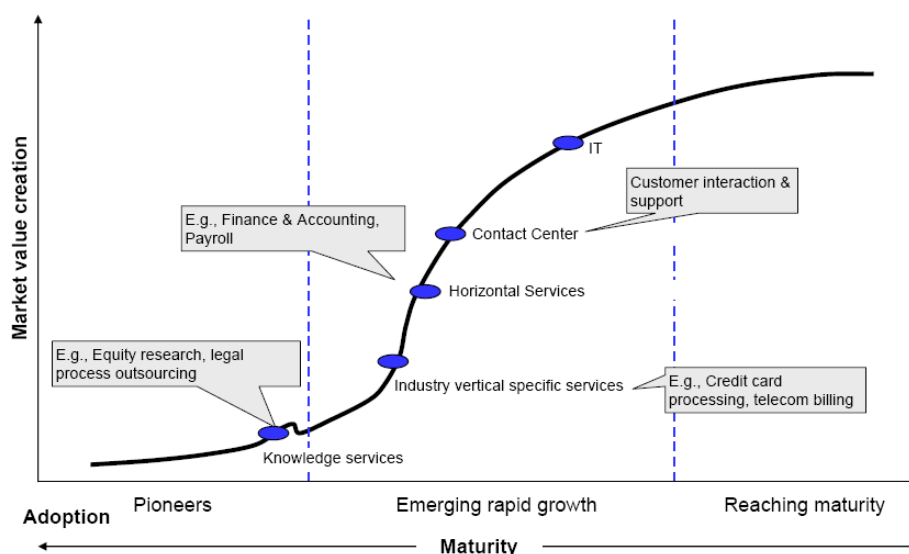 Market value creation
IT
Customer interaction &
support
E.g., Finance & Accounting,
Payroll
Contact Center
Horizontal Services
E.g., Equity research, legal
process outsourcing
Industry vertical specific services
E.g., Credit card
processing, telecom billing
Knowledge services
Pioneers
Emerging rapid growth
Reaching maturity
Adoption
Maturity